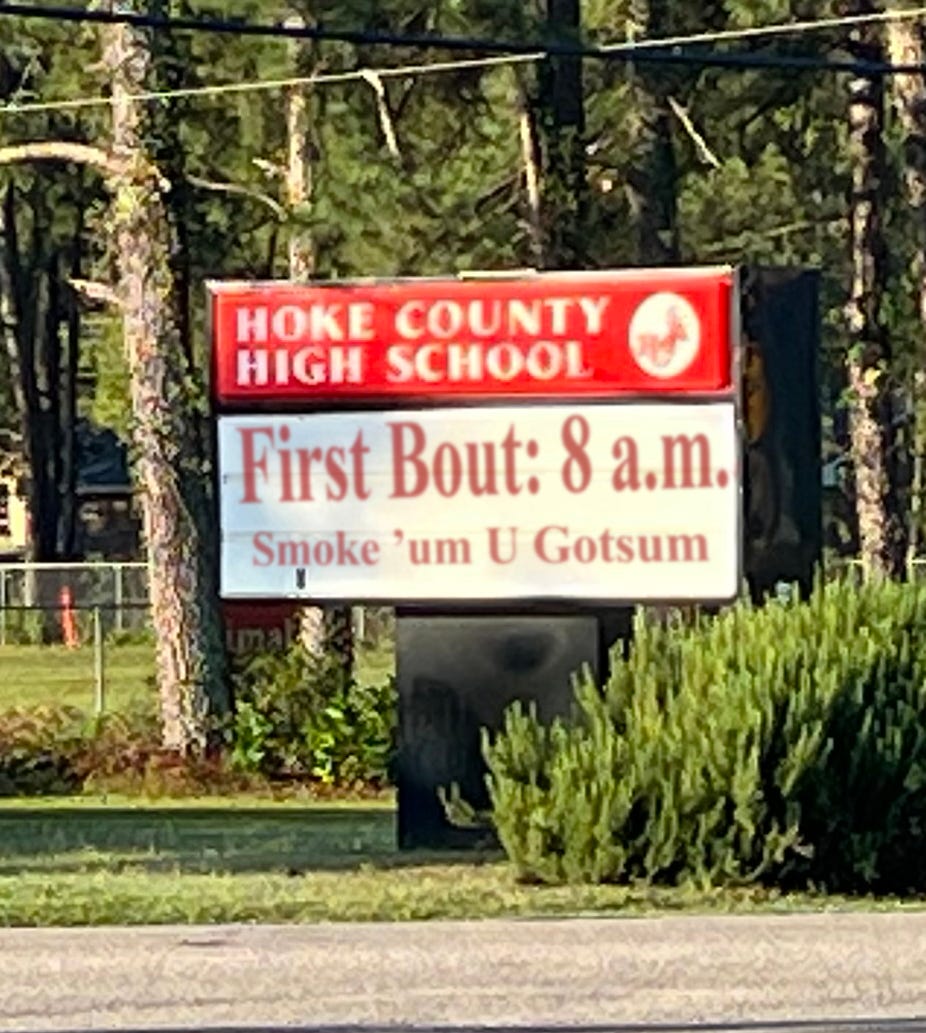 HOKE COUNTY
HIGH SCHOOL
First Bout: 8 a.m.
Smoke ’um U Gotsum